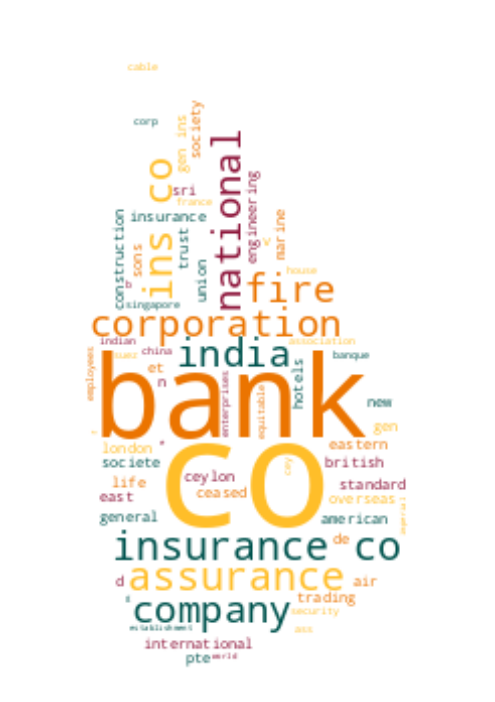 cable
corp
society
gen ins
ins co
national
sri
france
engineering
insurance
construction
trust
marine
sons
union
house
b
singapore
fire
corporation
indian
association
india
china
suez
banque
employees
et
n
bank
enterprises
equitable
hotels
new
gen
london
eastern
societe
british
co
cey
ceylon
life
ceased
standard
east
overseas
imperial
general
american
insurance co
de
assurance
d
air
trading
company
security
establishment
ass
international
pte
world